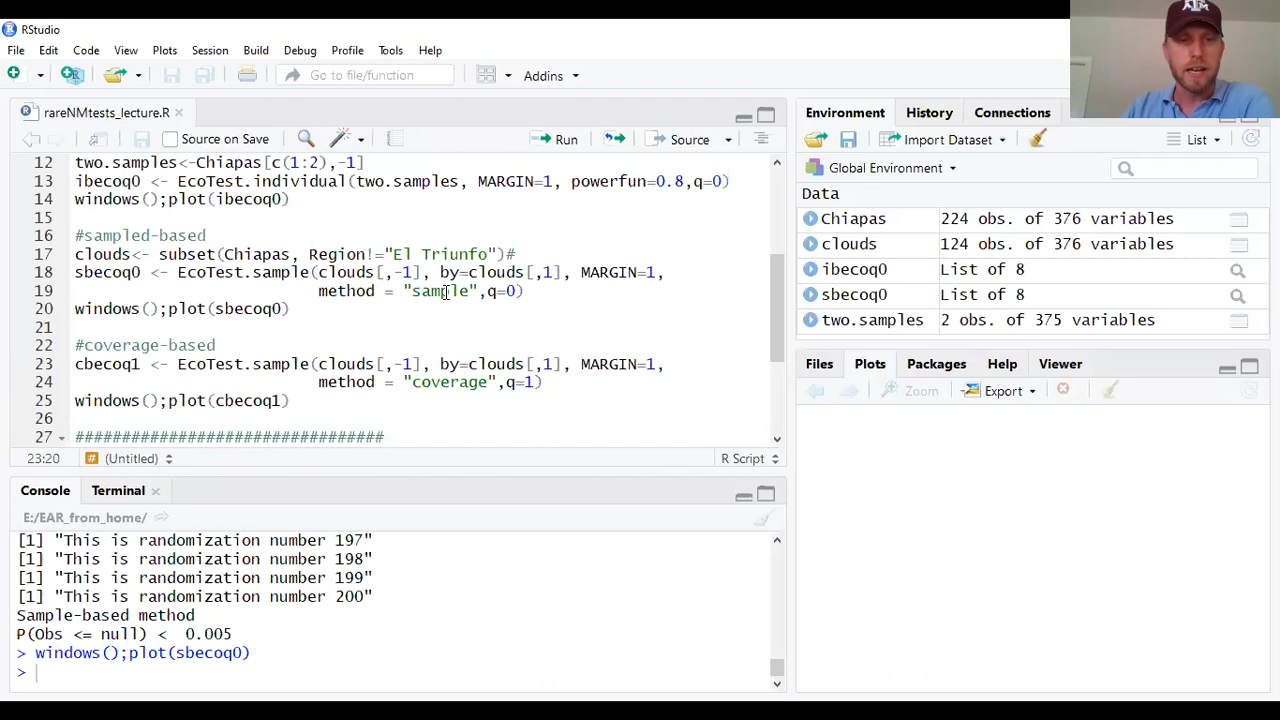 RStudio
File Edit Code View Plots Session Build Debug Profile Tools Help
Go to file/function Addins
rareNMtests_lecture.R
Source on Save Run Source
12 two.samples<-Chiapas[c(1:2),-1]
13 ibecoq0 <- EcoTest.individual(two.samples, MARGIN=1, powerfun=0.8,q=0)
14 windows();plot(ibecoq0)
15
16 #sampled-based
17 clouds<- subset(Chiapas, Region!="El Triunfo")#
18 sbecoq0 <- EcoTest.sample(clouds[,-1], by=clouds[,1], MARGIN=1,
19 method = "sample",q=0)
20 windows();plot(sbecoq0)
21
22 #coverage-based
23 cbecoq1 <- EcoTest.sample(clouds[,-1], by=clouds[,1], MARGIN=1,
24 method = "coverage",q=1)
25 windows();plot(cbecoq1)
26
27 #################################
23:20 # (Untitled) R Script
Console Terminal
E:/EAR_from_home/
[1] "This is randomization number 197"
[1] "This is randomization number 198"
[1] "This is randomization number 199"
[1] "This is randomization number 200"
Sample-based method
P(Obs <= null) < 0.005
> windows();plot(sbecoq0)
>
Environment History Connections
Import Dataset List
Global Environment
Data
Chiapas 224 obs. of 376 variables
clouds 124 obs. of 376 variables
ibecoq0 List of 8
sbecoq0 List of 8
two.samples 2 obs. of 375 variables
Files Plots Packages Help Viewer
Zoom Export
ATM